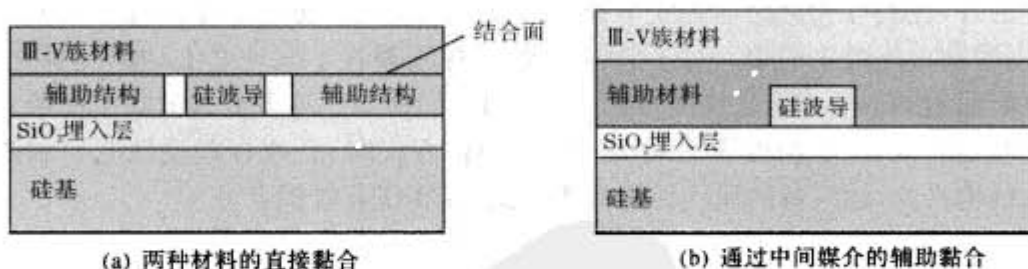 结合面
III-V族材料
辅助结构 硅波导 辅助结构
SiO₂埋入层
硅基
(a) 两种材料的直接黏合
III-V族材料
辅助材料
硅波导
SiO₂埋入层
硅基
(b) 通过中间媒介的辅助黏合